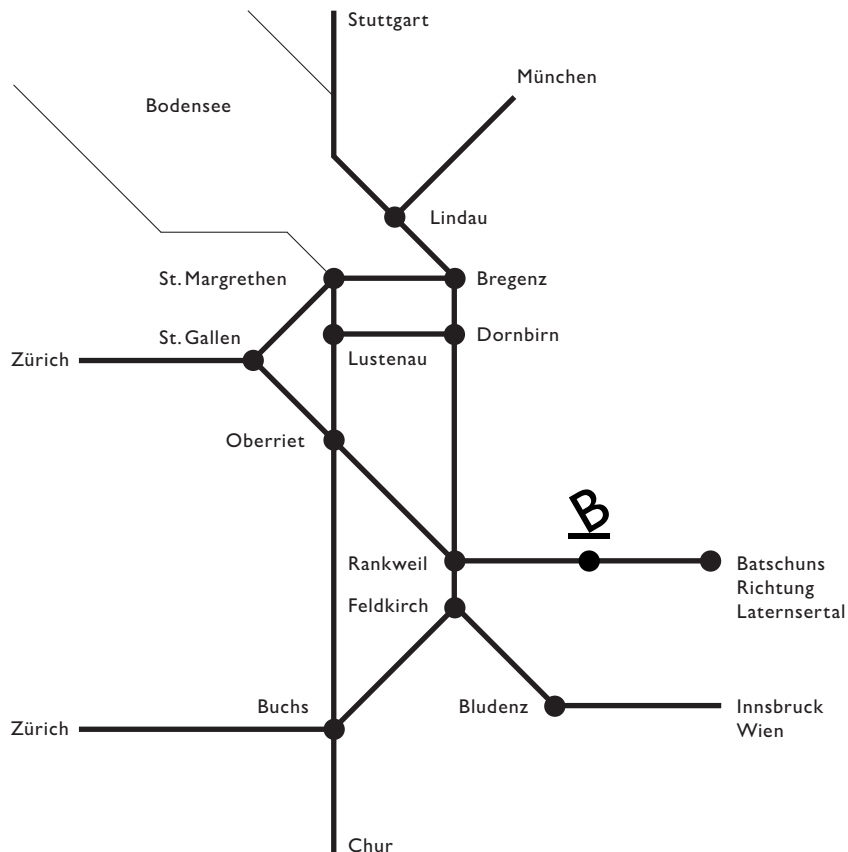 Stuttgart
München
Bodensee
Lindau
St. Margrethen
Bregenz
St. Gallen
Dornbirn
Zürich
Lustenau
Oberriet
B
Rankweil
Batschuns
Richtung
Laternsertal
Feldkirch
Buchs
Bludenz
Innsbruck
Wien
Zürich
Chur